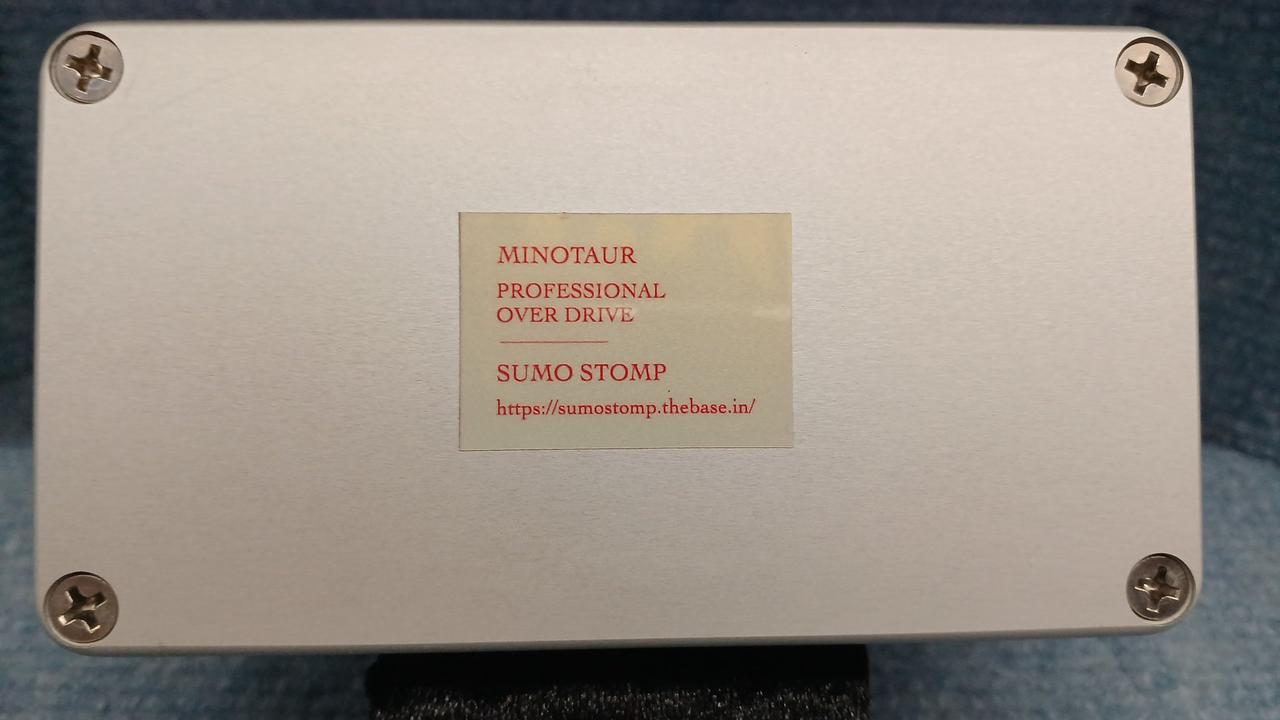 MINOTAUR
PROFESSIONAL
OVER DRIVE
SUMO STOMP
https://sumostomp.thebase.in/